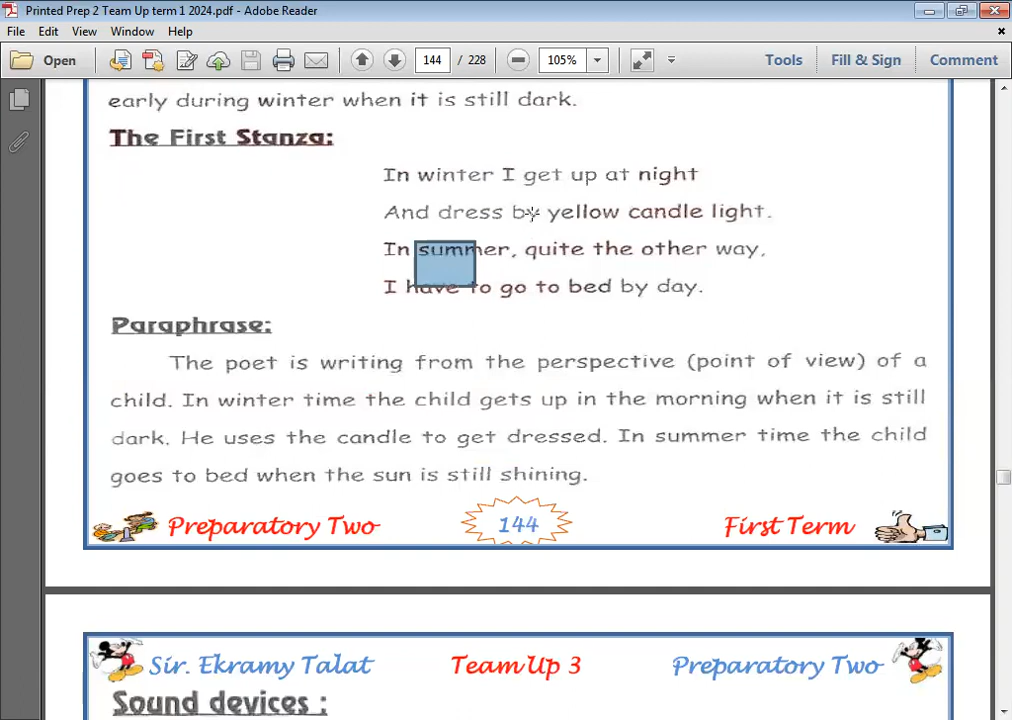 Printed Prep 2 Team Up term 1 2024.pdf - Adobe Reader
File Edit View Window Help
Open 144 / 228 105% Tools Fill & Sign Comment
early during winter when it is still dark.
The First Stanza:
In winter I get up at night
And dress by yellow candle light.
In summer, quite the other way,
I have to go to bed by day.
Paraphrase:
The poet is writing from the perspective (point of view) of a
child. In winter time the child gets up in the morning when it is still
dark. He uses the candle to get dressed. In summer time the child
goes to bed when the sun is still shining.
Preparatory Two 144 First Term
Sir. Ekramy Talat Team Up 3 Preparatory Two
Sound devices :